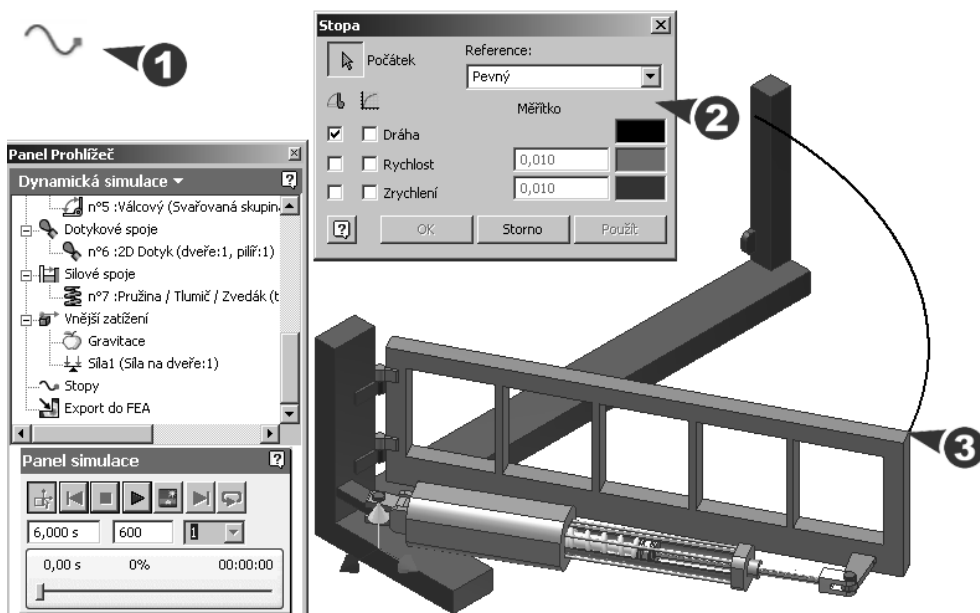 1
Stopa
Počátek
Reference:
Pevný
Měřítko
2
Dráha
Rychlost 0,010
Zrychlení 0,010
OK Storno Použít
Panel Prohlížeč
Dynamická simulace
n°5 :Válcový (Svařovaná skupin
Dotykové spoje
n°6 :2D Dotyk (dveře:1, pilíř:1)
Silové spoje
n°7 :Pružina / Tlumič / Zvedák (t
Vnější zatížení
Gravitace
Síla1 (Síla na dveře:1)
Stopy
Export do FEA
3
Panel simulace
6,000 s 600 1
0,00 s 0% 00:00:00